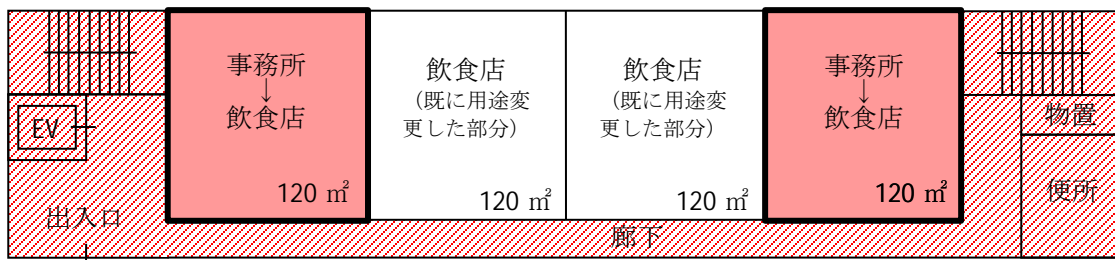 事務所
↓
飲食店
120 ㎡
飲食店
（既に用途変
更した部分）
120 ㎡
飲食店
（既に用途変
更した部分）
120 ㎡
事務所
↓
飲食店
120 ㎡
EV
出入口
廊下
物置
便所